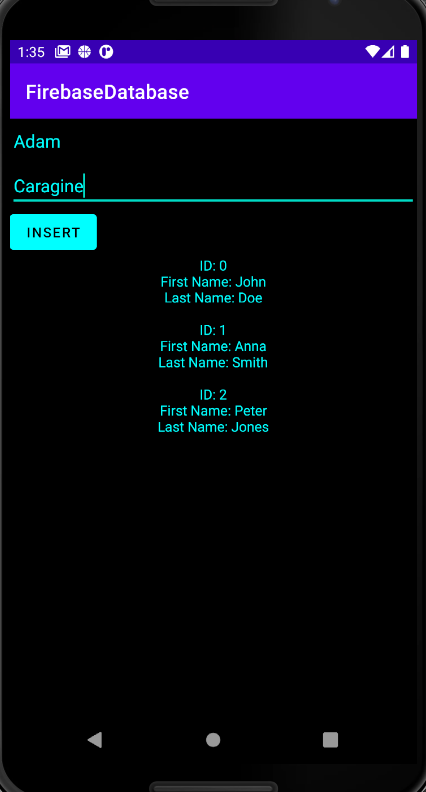 1:35
FirebaseDatabase
Adam
Caragine
INSERT
ID: 0
First Name: John
Last Name: Doe
ID: 1
First Name: Anna
Last Name: Smith
ID: 2
First Name: Peter
Last Name: Jones